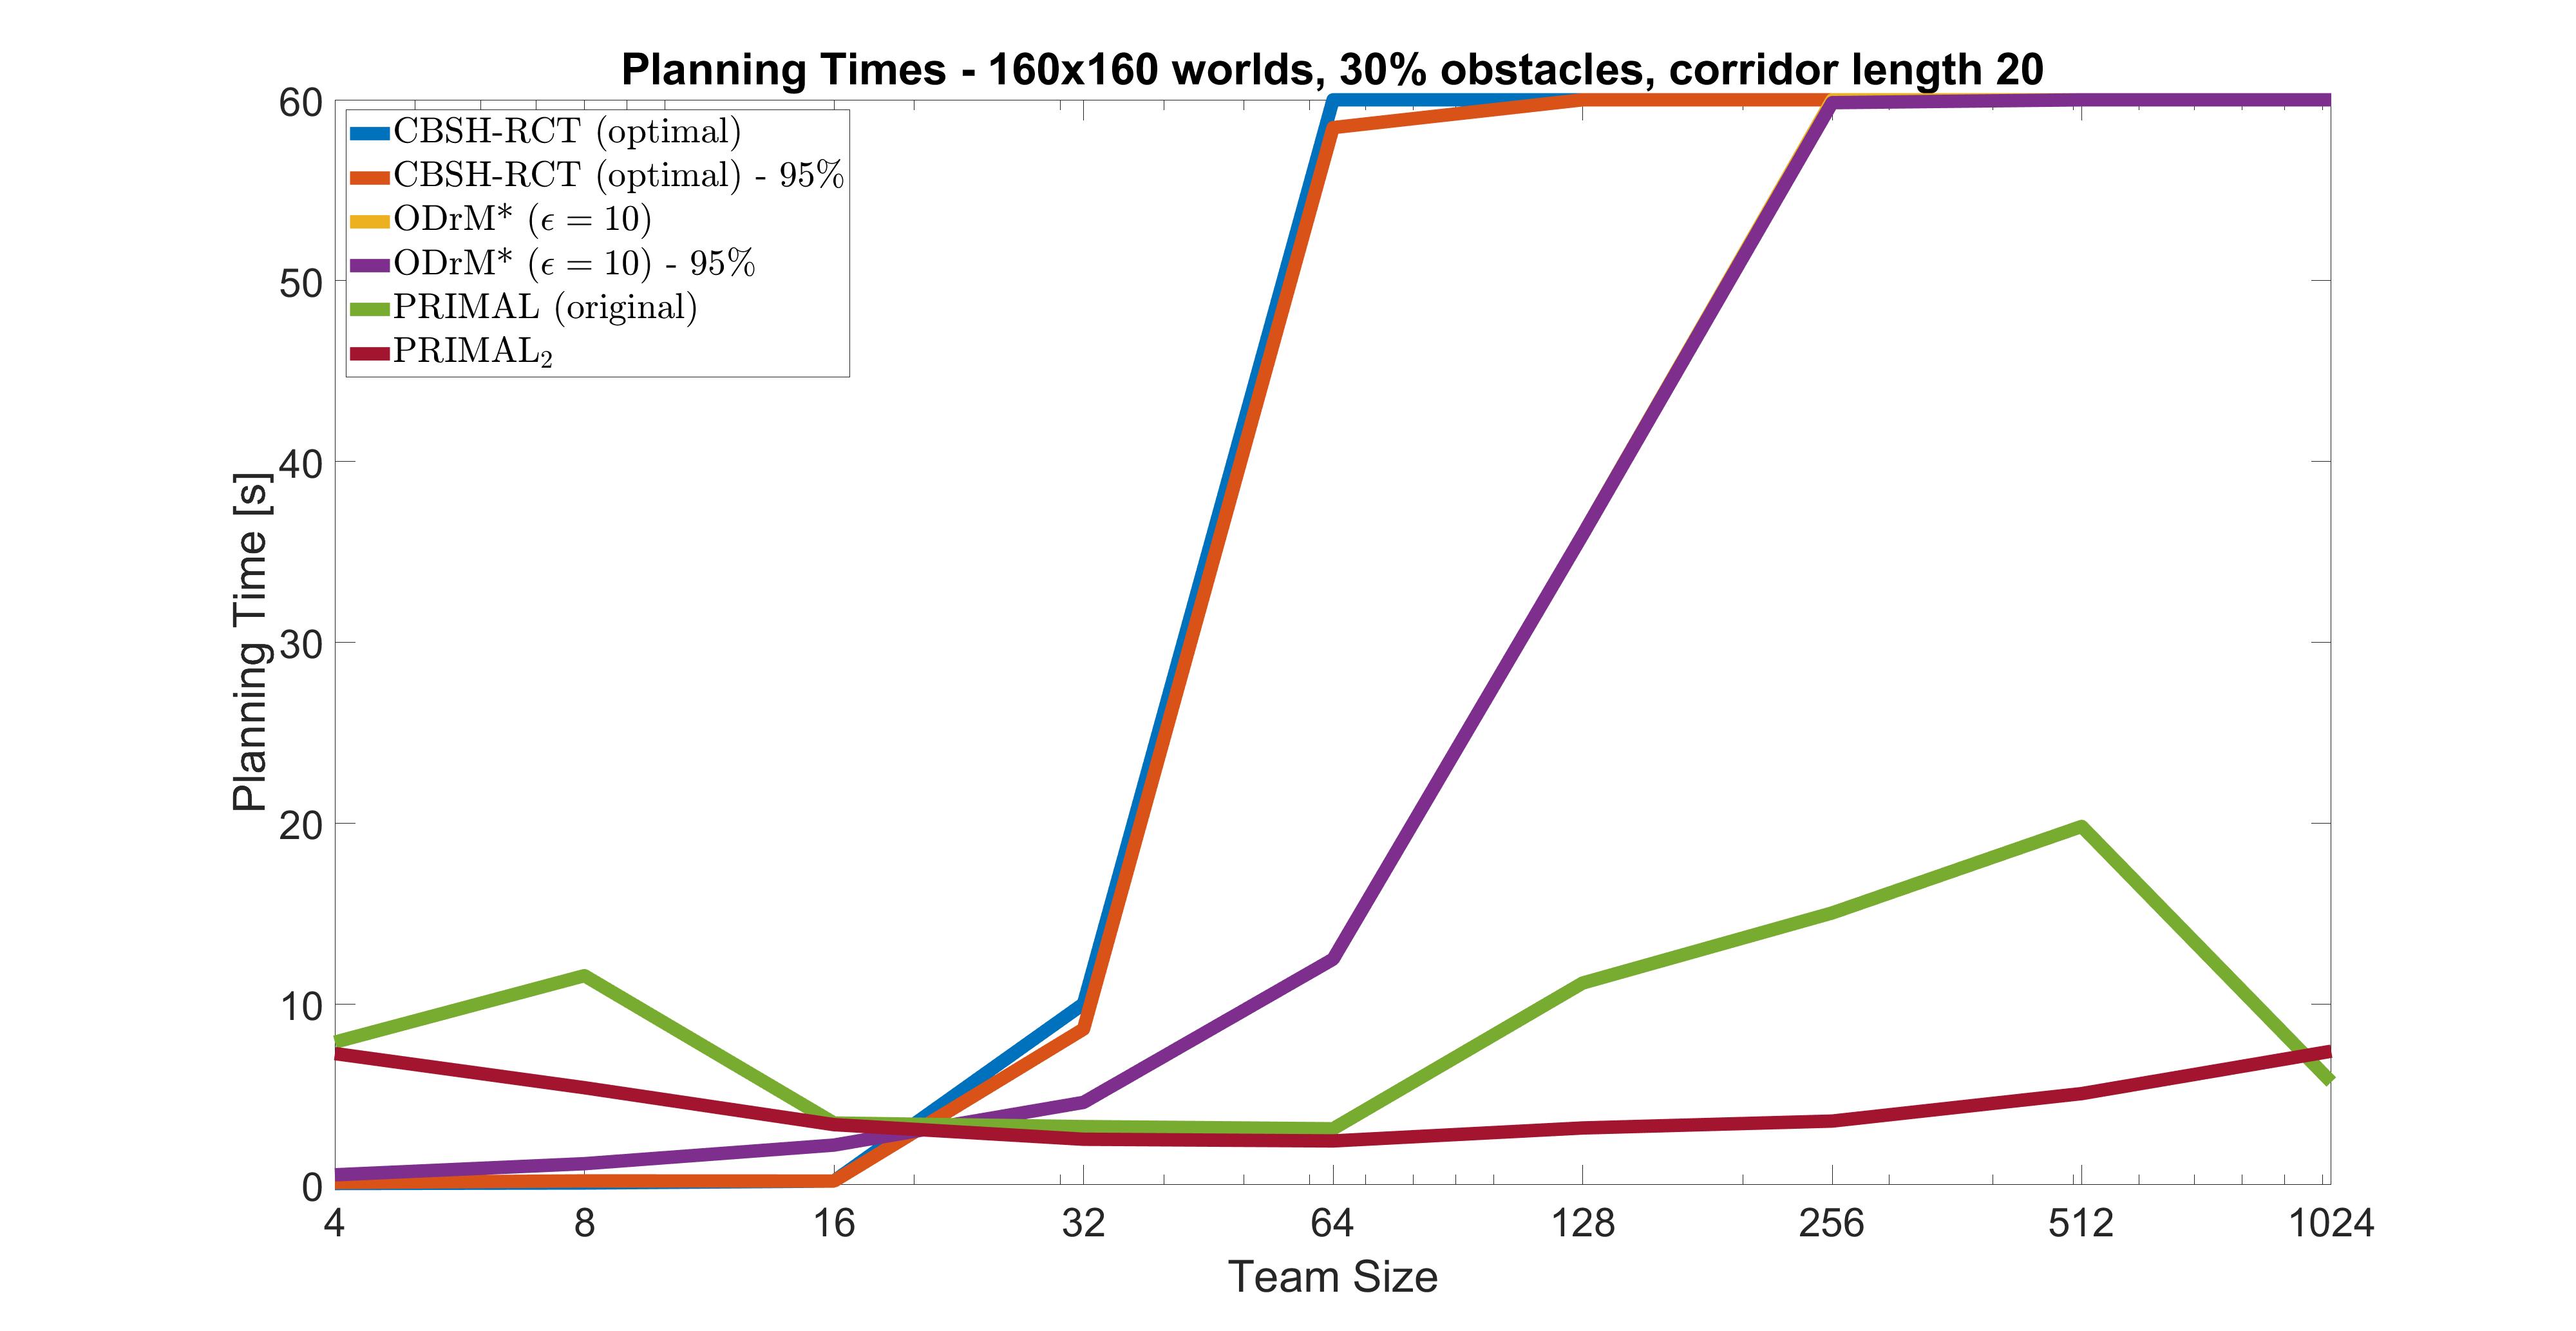 Planning Times - 160x160 worlds, 30% obstacles, corridor length 20
CBSH-RCT (optimal)
CBSH-RCT (optimal) - 95%
ODrM* (ϵ = 10)
ODrM* (ϵ = 10) - 95%
PRIMAL (original)
PRIMAL₂
60
50
40
30
20
10
0
Planning Time [s]
4 8 16 32 64 128 256 512 1024
Team Size